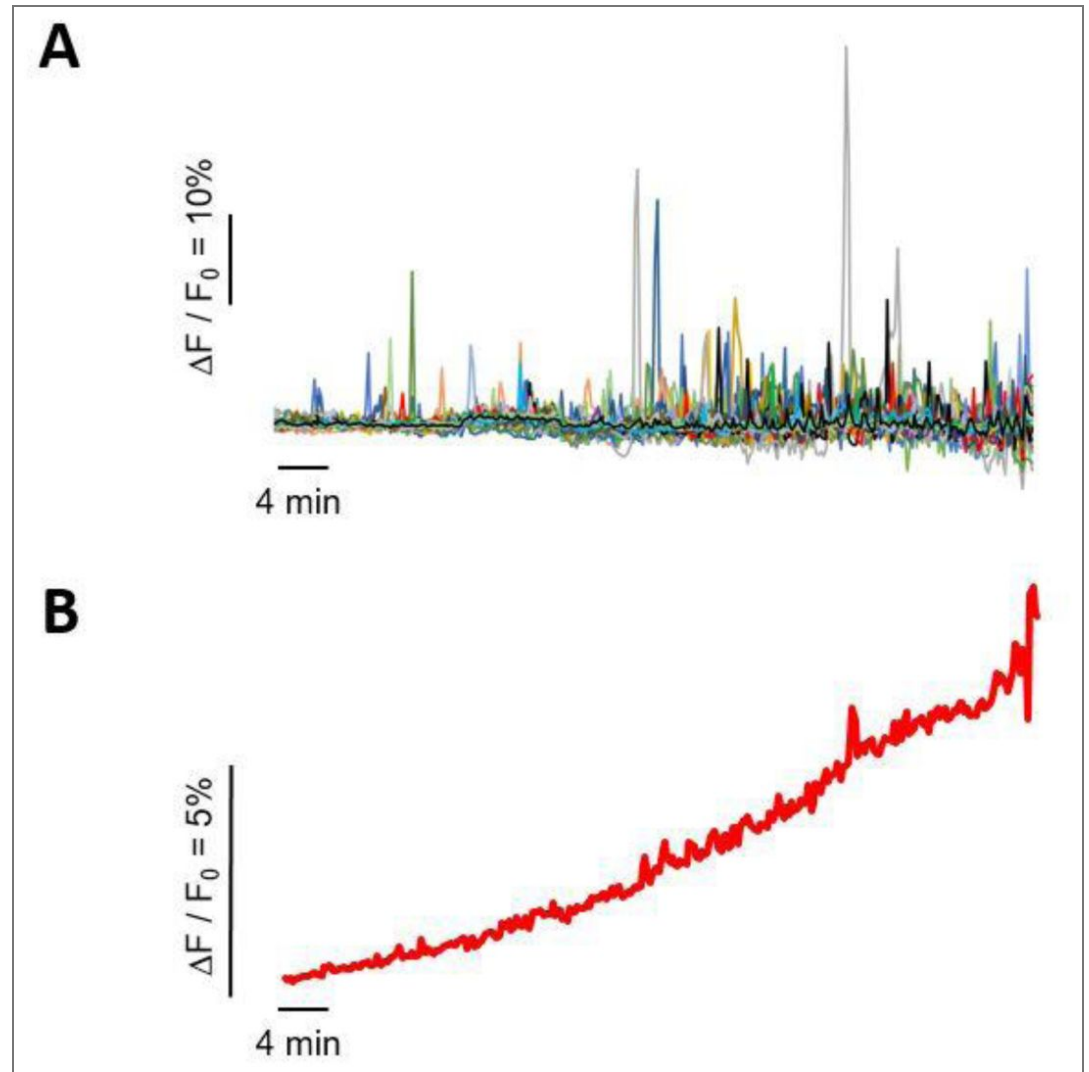 A
ΔF / F₀ = 10%
4 min
B
ΔF / F₀ = 5%
4 min